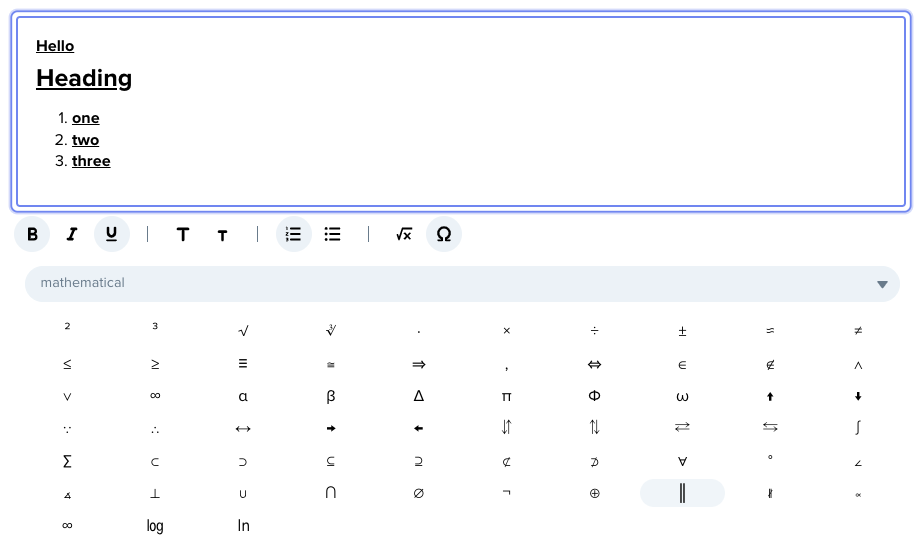 Hello
Heading
1. one
2. two
3. three
B I U T T √x Ω
mathematical
² ³ √ ∛ · × ÷ ± ≂ ≠
≤ ≥ ≡ ≅ ⇒ , ⇔ ∈ ∉ ∧
∨ ∞ α β Δ π Φ ω ⬆ ⬇
∵ ∴ ↔ ➡ ⬅ ⇵ ⇅ ⇄ ⇆ ∫
∑ ⊂ ⊃ ⊆ ⊇ ⊄ ⊅ ∀ ° ∠
∡ ⊥ ∪ ⋂ ∅ ¬ ⊕ ∥ ∦ ∝
∞ log ln